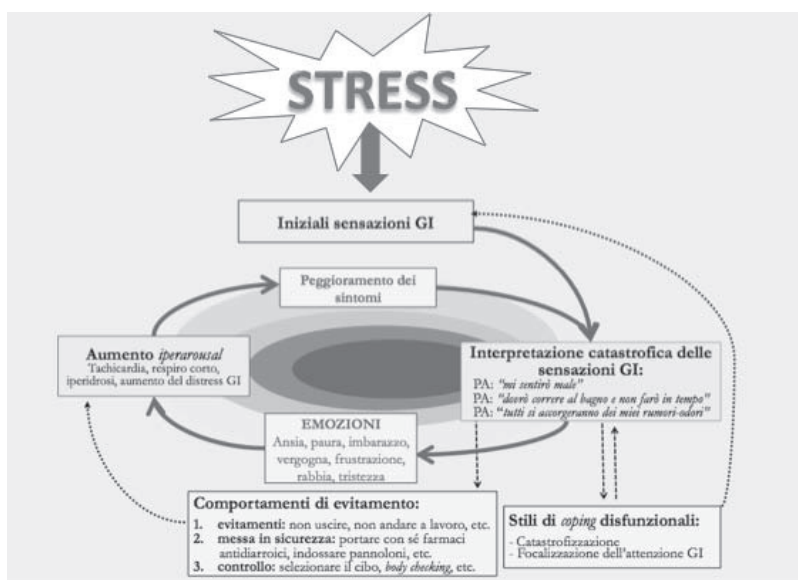 STRESS
Iniziali sensazioni GI
Peggioramento dei
sintomi
Aumento iperarousal
Tachicardia, respiro corto,
iperidrosi, aumento del distress GI
Interpretazione catastrofica delle
sensazioni GI:
PA: "mi sentirò male"
PA: "dovrò correre al bagno e non farò in tempo"
PA: "tutti si accorgeranno dei miei rumori-odori"
EMOZIONI
Ansia, paura, imbarazzo,
vergogna, frustrazione,
rabbia, tristezza
Comportamenti di evitamento:
1. evitamenti: non uscire, non andare a lavoro, etc.
2. messa in sicurezza: portare con sé farmaci
antidiarroici, indossare pannoloni, etc.
3. controllo: selezionare il cibo, body checking, etc.
Stili di coping disfunzionali:
- Catastrofizzazione
- Focalizzazione dell'attenzione GI